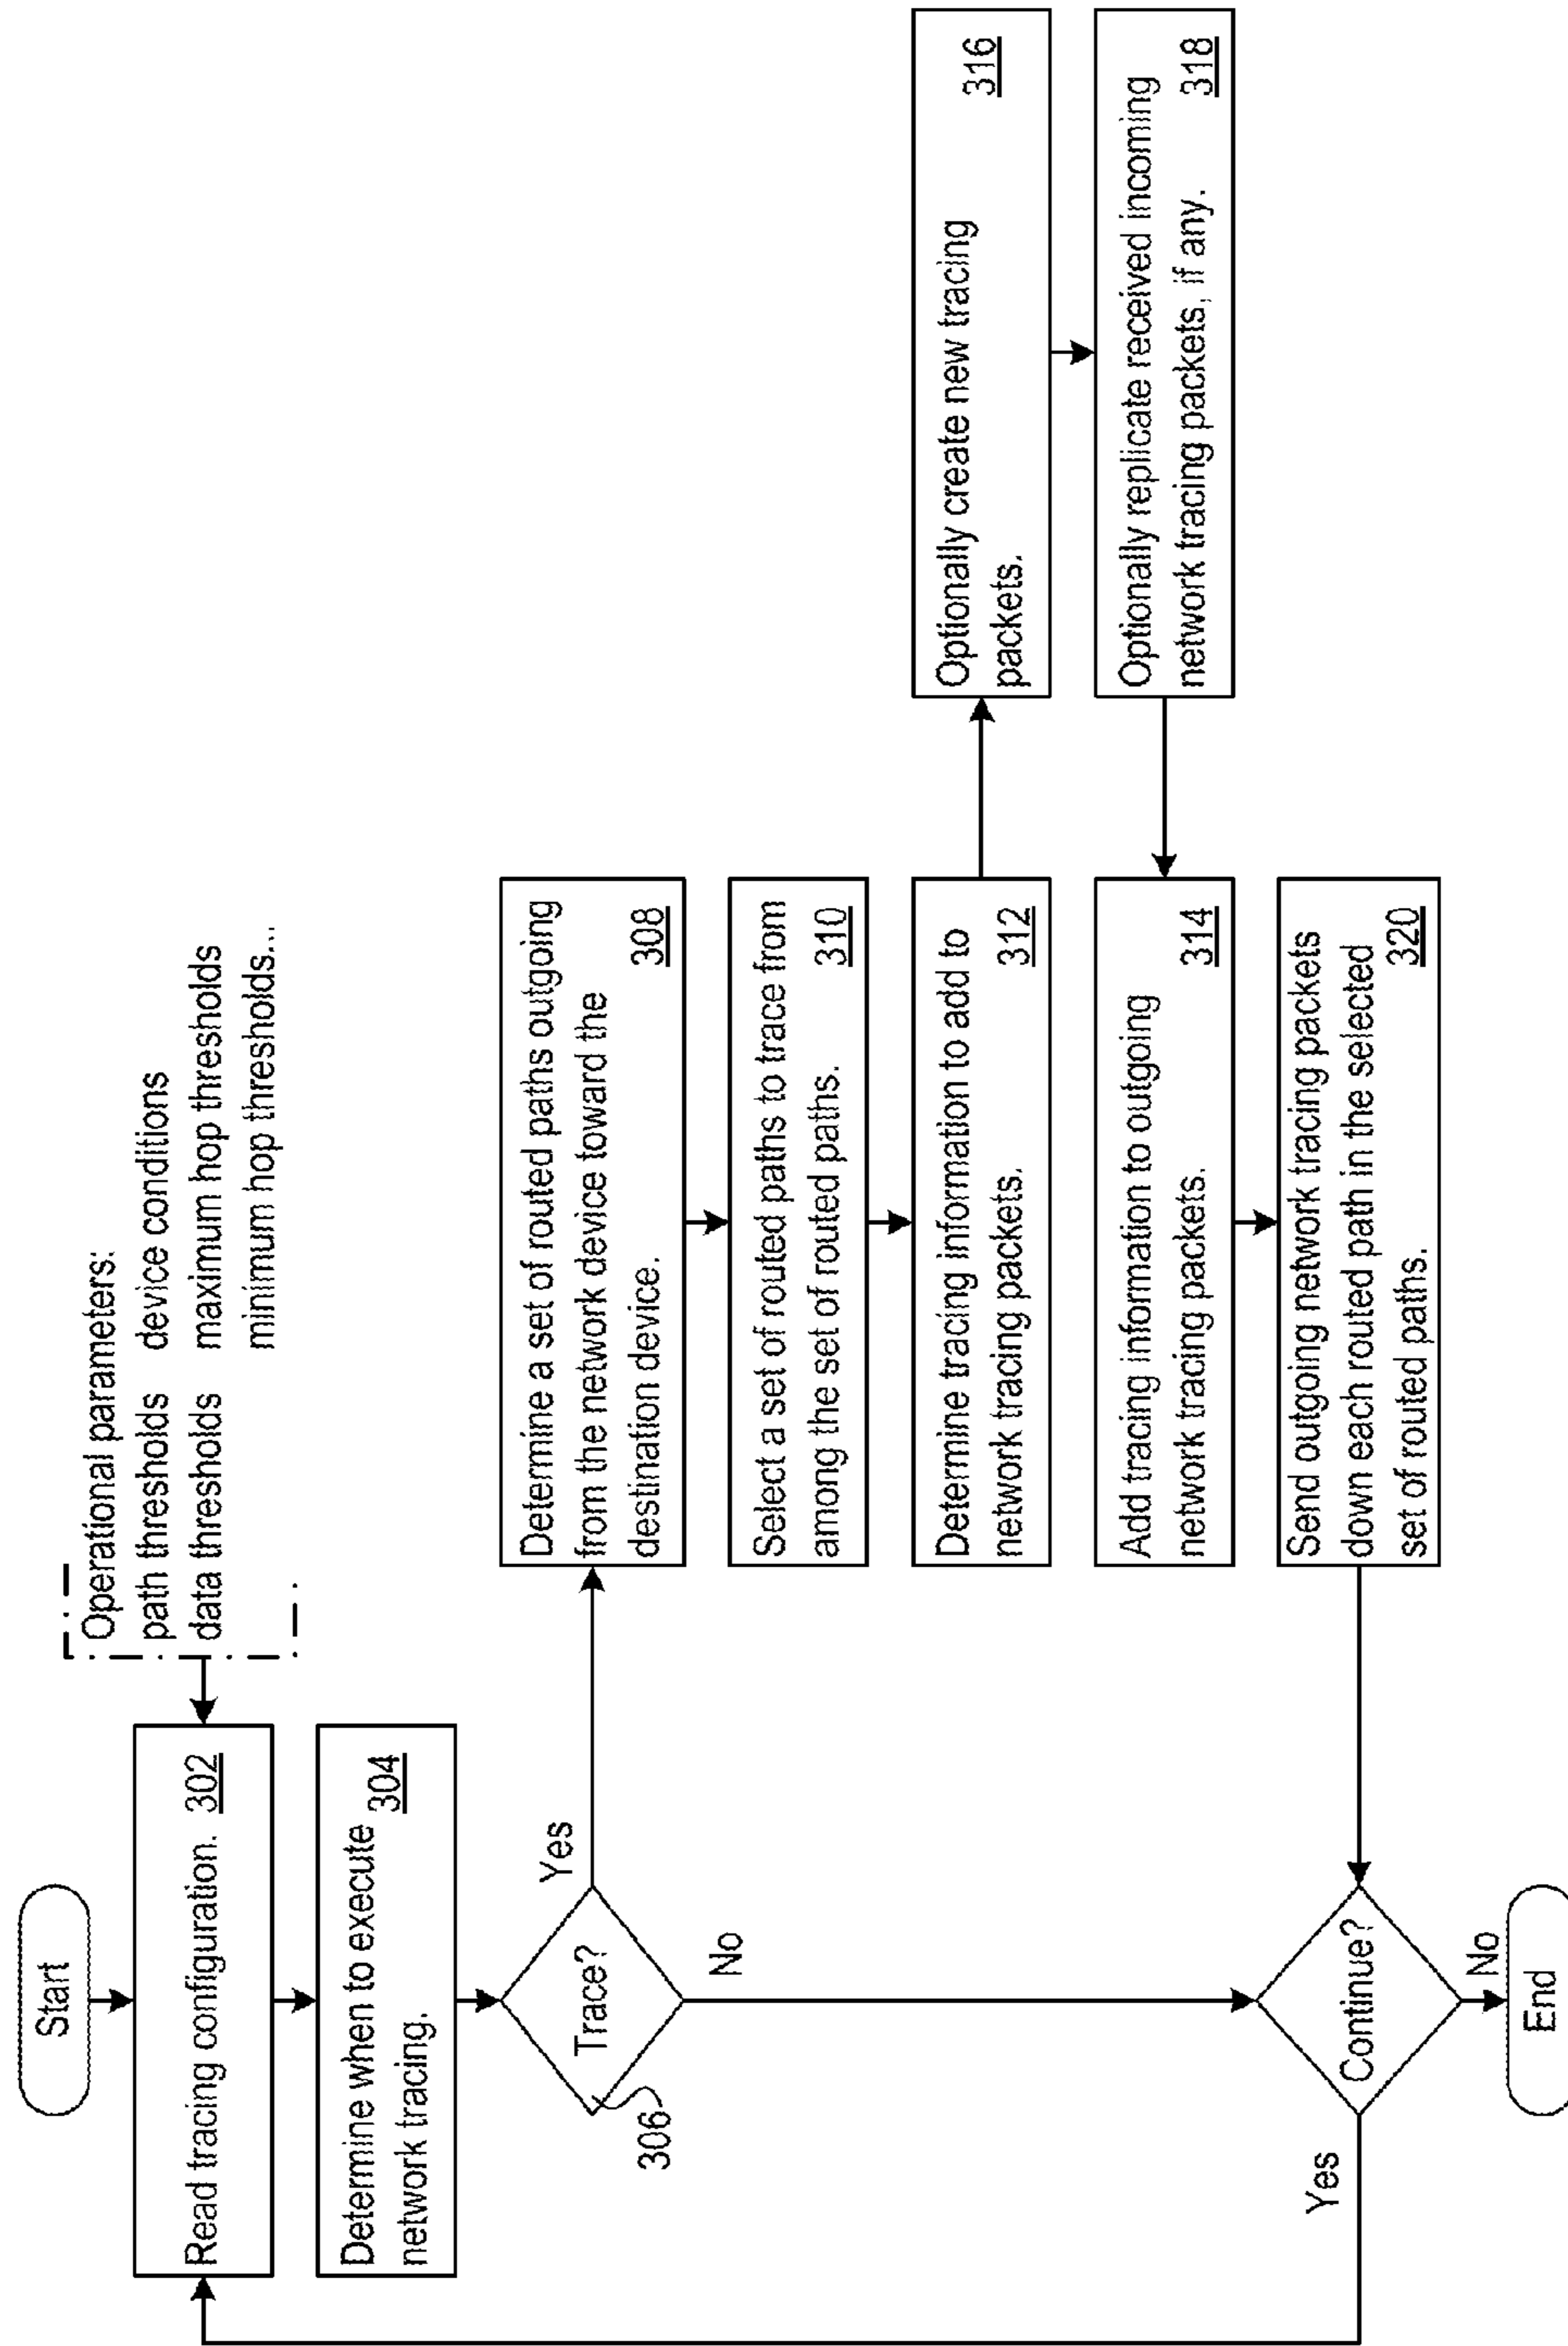 Start
Operational parameters:
path thresholds device conditions
data thresholds maximum hop thresholds
minimum hop thresholds...
Read tracing configuration. 302
Determine when to execute
network tracing. 304
Trace?
306
Yes
No
Determine a set of routed paths outgoing
from the network device toward the
destination device. 308
Select a set of routed paths to trace from
among the set of routed paths. 310
Determine tracing information to add to
network tracing packets. 312
Optionally create new tracing
packets. 316
Optionally replicate received incoming
network tracing packets, if any. 318
Add tracing information to outgoing
network tracing packets. 314
Send outgoing network tracing packets
down each routed path in the selected
set of routed paths. 320
Continue?
Yes
No
End